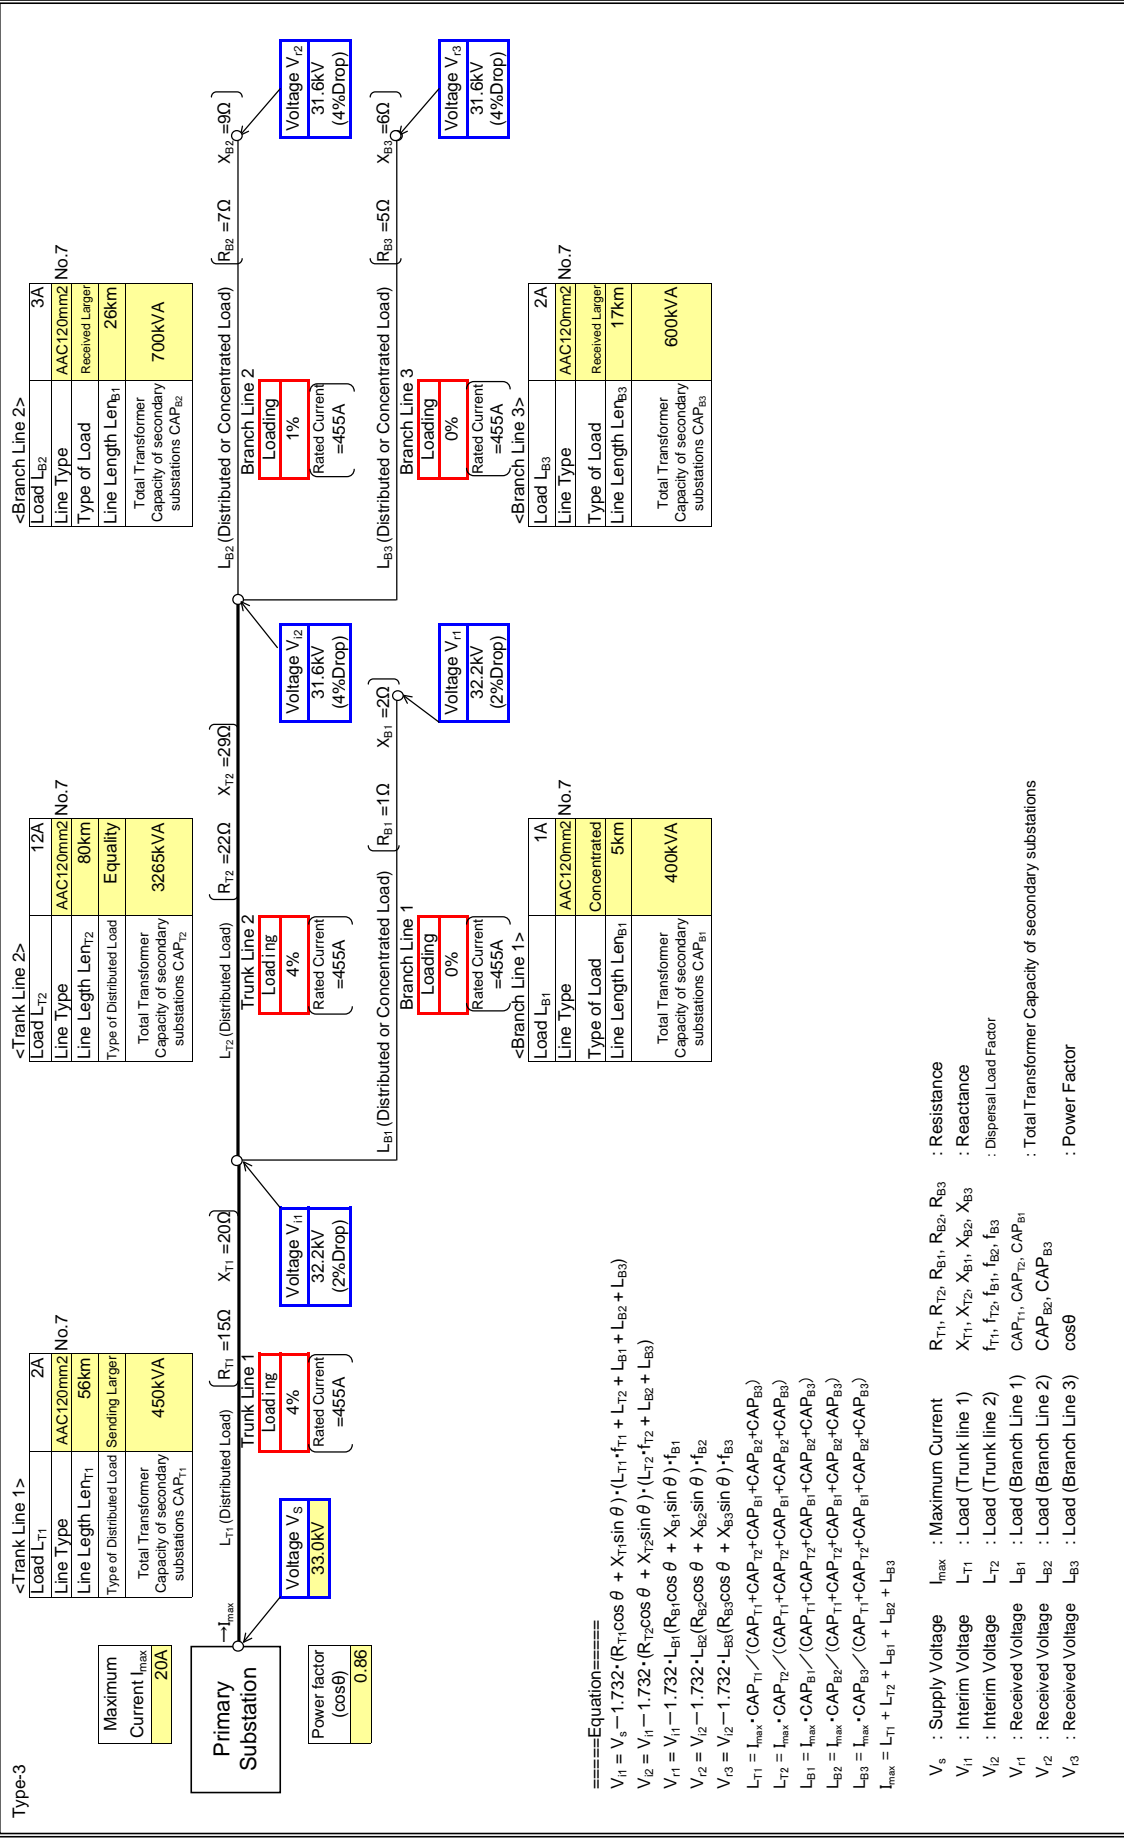 Type-3
Maximum
Current Imax
20A
Primary
Substation
→Imax
Power factor
(cosθ)
0.86
Voltage VS
33.0kV
<Trank Line 1>
Load LT1 2A
Line Type AAC120mm2 No.7
Line Legth LenT1 56km
Type of Distributed Load Sending Larger
Total Transformer
Capacity of secondary
substations CAPT1
450kVA
LT1 (Distributed Load) RT1 =15Ω XT1 =20Ω
Trunk Line 1
Loading
4%
Rated Current
=455A
Voltage Vi1
32.2kV
(2%Drop)
<Trank Line 2>
Load LT2 12A
Line Type AAC120mm2 No.7
Line Legth LenT2 80km
Type of Distributed Load Equality
Total Transformer
Capacity of secondary
substations CAPT2
3265kVA
LT2 (Distributed Load) RT2 =22Ω XT2 =29Ω
Trunk Line 2
Loading
4%
Rated Current
=455A
Voltage Vi2
31.6kV
(4%Drop)
LB1 (Distributed or Concentrated Load) RB1 =1Ω XB1 =2Ω
Branch Line 1
Loading
0%
Rated Current
=455A
Voltage Vr1
32.2kV
(2%Drop)
<Branch Line 1>
Load LB1 1A
Line Type AAC120mm2 No.7
Type of Load Concentrated
Line Length LenB1 5km
Total Transformer
Capacity of secondary
substations CAPB1
400kVA
<Branch Line 2>
Load LB2 3A
Line Type AAC120mm2 No.7
Type of Load Received Larger
Line Length LenB1 26km
Total Transformer
Capacity of secondary
substations CAPB2
700kVA
LB2 (Distributed or Concentrated Load) RB2 =7Ω XB2 =9Ω
Branch Line 2
Loading
1%
Rated Current
=455A
Voltage Vr2
31.6kV
(4%Drop)
LB3 (Distributed or Concentrated Load) RB3 =5Ω XB3 =6Ω
Branch Line 3
Loading
0%
Rated Current
=455A
Voltage Vr3
31.6kV
(4%Drop)
<Branch Line 3>
Load LB3 2A
Line Type AAC120mm2 No.7
Type of Load Received Larger
Line Length LenB3 17km
Total Transformer
Capacity of secondary
substations CAPB3
600kVA
=====Equation=====
Vi1 = Vs−1.732・(RT1cos θ + XT1sin θ)・(LT1・fT1 + LT2 + LB1 + LB2 + LB3)
Vi2 = Vi1−1.732・(RT2cos θ + XT2sin θ)・(LT2・fT2 + LB2 + LB3)
Vr1 = Vi1−1.732・LB1(RB1cos θ + XB1sin θ)・fB1
Vr2 = Vi2−1.732・LB2(RB2cos θ + XB2sin θ)・fB2
Vr3 = Vi2−1.732・LB3(RB3cos θ + XB3sin θ)・fB3
LT1 = Imax・CAPT1／(CAPT1+CAPT2+CAPB1+CAPB2+CAPB3)
LT2 = Imax・CAPT2／(CAPT1+CAPT2+CAPB1+CAPB2+CAPB3)
LB1 = Imax・CAPB1／(CAPT1+CAPT2+CAPB1+CAPB2+CAPB3)
LB2 = Imax・CAPB2／(CAPT1+CAPT2+CAPB1+CAPB2+CAPB3)
LB3 = Imax・CAPB3／(CAPT1+CAPT2+CAPB1+CAPB2+CAPB3)
Imax = LT1 + LT2 + LB1 + LB2 + LB3
Vs : Supply Voltage Imax : Maximum Current RT1, RT2, RB1, RB2, RB3 : Resistance
Vi1 : Interim Voltage LT1 : Load (Trunk line 1) XT1, XT2, XB1, XB2, XB3 : Reactance
Vi2 : Interim Voltage LT2 : Load (Trunk line 2) fT1, fT2, fB1, fB2, fB3 : Dispersal Load Factor
Vr1 : Received Voltage LB1 : Load (Branch Line 1) CAPT1, CAPT2, CAPB1 : Total Transformer Capacity of secondary substations
Vr2 : Received Voltage LB2 : Load (Branch Line 2) CAPB2, CAPB3
Vr3 : Received Voltage LB3 : Load (Branch Line 3) cosθ : Power Factor